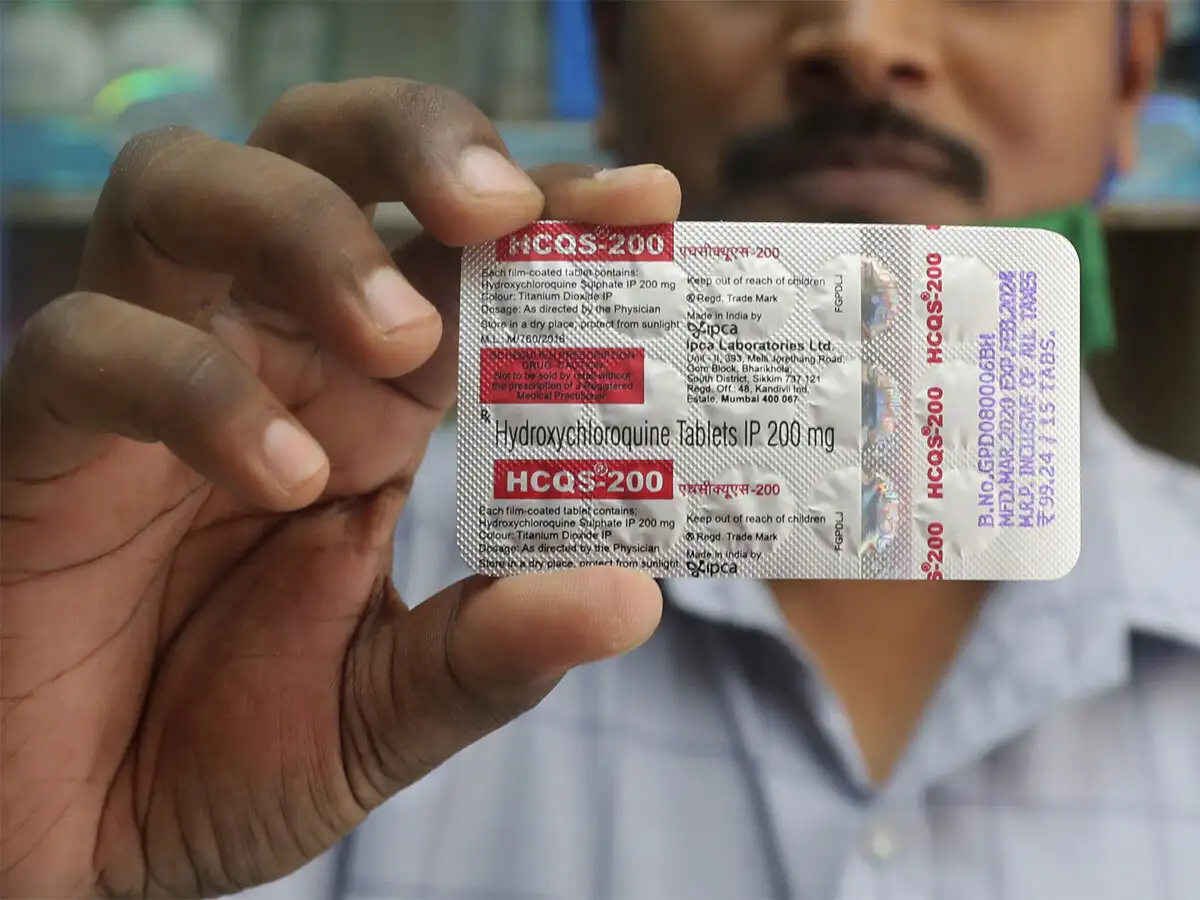 HCQS®-200 एचसीक्यूएस-200
Each film-coated tablet contains:
Hydroxychloroquine Sulphate IP 200 mg
Colour: Titanium Dioxide IP
Dosage: As directed by the Physician
Store in a dry place, protect from sunlight
M.L. M/760/2016
SCHEDULE H PRESCRIPTION
DRUG-CAUTION
Not to be sold by retail without
the prescription of a Registered
Medical Practitioner
Keep out of reach of children
® Regd. Trade Mark
Made in India by
ipca
Ipca Laboratories Ltd.
Unit - II, 393, Melli Jorethang Road,
Gom Block, Bharikhola,
South District, Sikkim 737 121
Regd. Off.: 48, Kandivli Ind.
Estate, Mumbai 400 067
FGPDLJ
Rx
Hydroxychloroquine Tablets IP 200 mg
HCQS®-200 एचसीक्यूएस-200
Each film-coated tablet contains:
Hydroxychloroquine Sulphate IP 200 mg
Colour: Titanium Dioxide IP
Dosage: As directed by the Physician
Store in a dry place, protect from sunlight
Keep out of reach of children
® Regd. Trade Mark
Made in India by
ipca
FGPDLJ
HCQS®-200
HCQS®-200
S-200
B.No.GPD080006BH
MFD.MAR.2020 EXP.FEB.2024
M.R.P INCLUSIVE OF ALL TAXES
₹99.24/15 TABS.